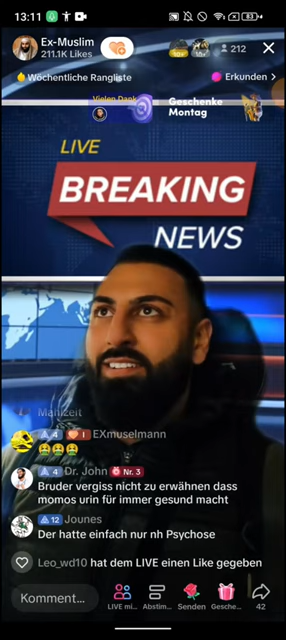 13:11
83
Ex-Muslim
211.1K Likes
10+
10+
212
Wöchentliche Rangliste
Erkunden >
Vielen Dank
Geschenke
Montag
LIVE
BREAKING
NEWS
Mahlzeit
4
1
EXmuselmann
🤮🤮🤮
4
Dr. John
Nr. 3
Bruder vergiss nicht zu erwähnen dass
momos urin für immer gesund macht
12
Jounes
Der hatte einfach nur nh Psychose
Leo_wd10 hat dem LIVE einen Like gegeben
Komment...
LIVE mi...
Abstim...
Senden
Gesche...
42